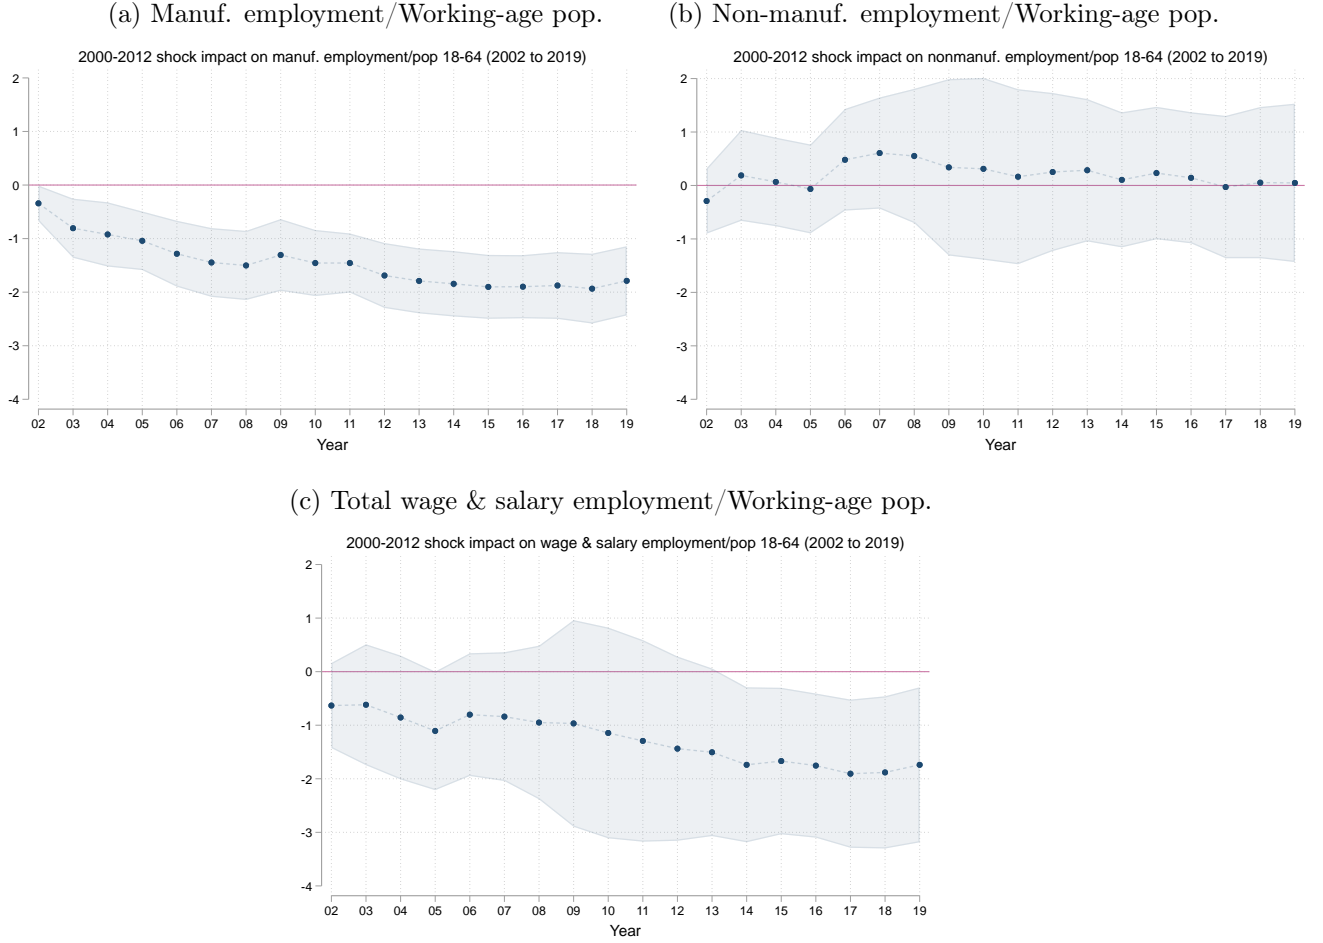 (a) Manuf. employment/Working-age pop.
2000-2012 shock impact on manuf. employment/pop 18-64 (2002 to 2019)
2
1
0
-1
-2
-3
-4
02 03 04 05 06 07 08 09 10 11 12 13 14 15 16 17 18 19
Year
(b) Non-manuf. employment/Working-age pop.
2000-2012 shock impact on nonmanuf. employment/pop 18-64 (2002 to 2019)
2
1
0
-1
-2
-3
-4
02 03 04 05 06 07 08 09 10 11 12 13 14 15 16 17 18 19
Year
(c) Total wage & salary employment/Working-age pop.
2000-2012 shock impact on wage & salary employment/pop 18-64 (2002 to 2019)
2
1
0
-1
-2
-3
-4
02 03 04 05 06 07 08 09 10 11 12 13 14 15 16 17 18 19
Year